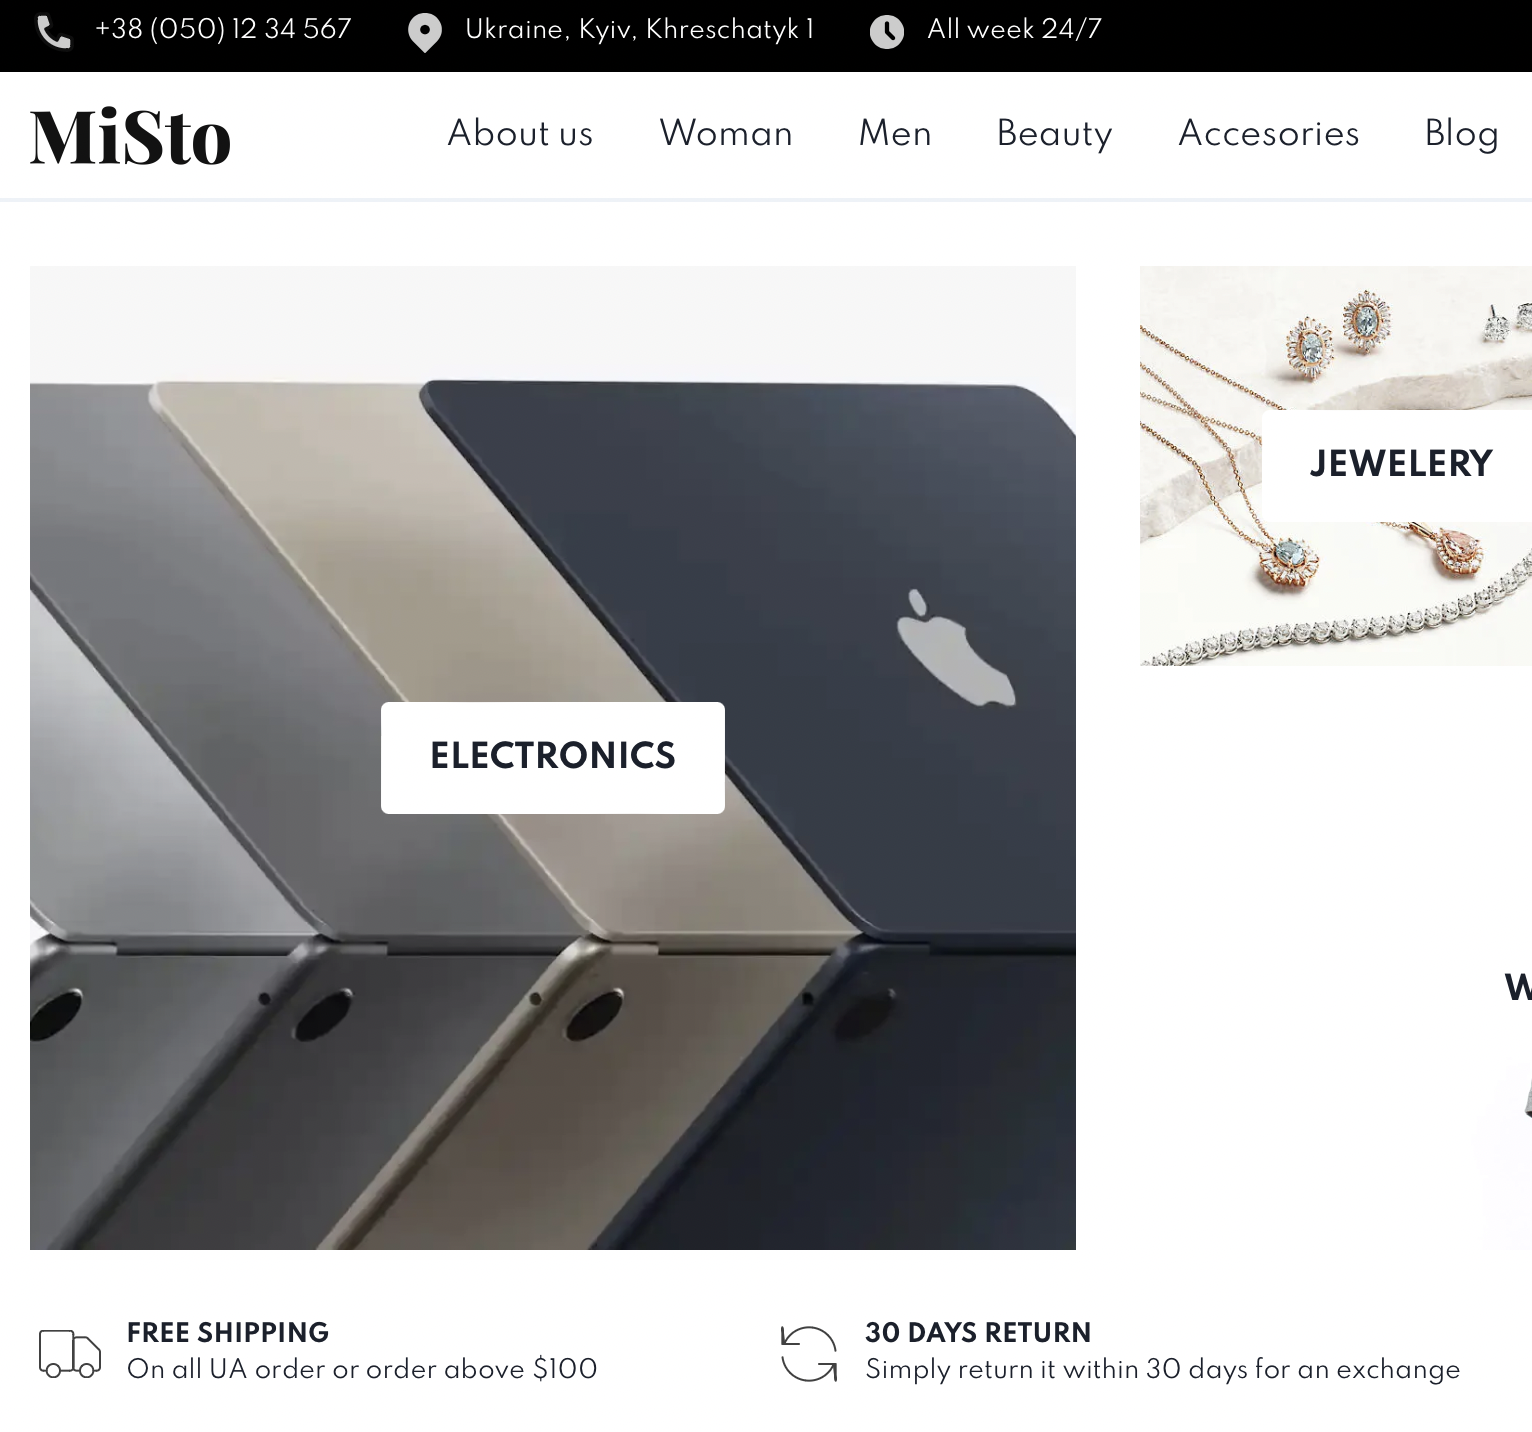 +38 (050) 12 34 567
Ukraine, Kyiv, Khreschatyk 1
All week 24/7
MiSto
About us
Woman
Men
Beauty
Accesories
Blog
JEWELERY
ELECTRONICS
FREE SHIPPING
On all UA order or order above $100
30 DAYS RETURN
Simply return it within 30 days for an exchange